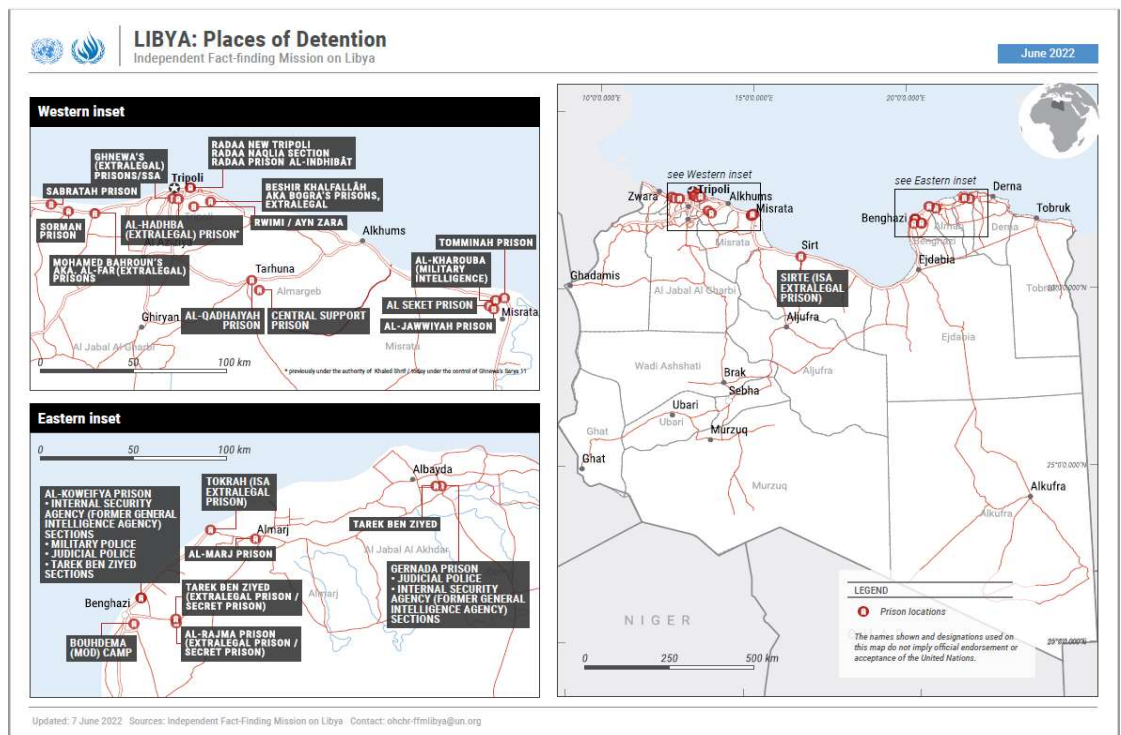 LIBYA: Places of Detention
Independent Fact-finding Mission on Libya
June 2022
Western inset
GHNEWA'S
(EXTRALEGAL)
PRISONS/SSA
RADAA NEW TRIPOLI
RADAA NAQLIA SECTION
RADAA PRISON AL-INDHIBÂT
Tripoli
SABRATAH PRISON
BESHIR KHALFALLÂH
AKA BOGRA'S PRISONS,
EXTRALEGAL
SORMAN
PRISON
AL-HADHBA
(EXTRALEGAL) PRISON*
RWIMI / AYN ZARA
Alkhums
TOMMINAH PRISON
MOHAMED BAHROUN'S
AKA. AL-FAR(EXTRALEGAL)
PRISONS
AL-KHAROUBA
(MILITARY
INTELLIGENCE)
Tarhuna
Almargeb
AL SEKET PRISON
Misrata
Ghiryan
AL-QADHAIYAH
PRISON
CENTRAL SUPPORT
PRISON
AL-JAWWIYAH PRISON
Al Jabal Al Gharbi
Misrata
0 50 100 km
Eastern inset
0 50 100 km
Albayda
AL-KOWEIFYA PRISON
• INTERNAL SECURITY
AGENCY (FORMER GENERAL
INTELLIGENCE AGENCY)
SECTIONS
• MILITARY POLICE
• JUDICIAL POLICE
• TAREK BEN ZIYED
SECTIONS
TOKRAH (ISA
EXTRALEGAL
PRISON)
Almarj
TAREK BEN ZIYED
AL-MARJ PRISON
Al Jabal Al Akhdar
GERNADA PRISON
• JUDICIAL POLICE
• INTERNAL SECURITY
AGENCY (FORMER GENERAL
INTELLIGENCE AGENCY)
SECTIONS
TAREK BEN ZIYED
(EXTRALEGAL PRISON /
SECRET PRISON)
Almarj
Benghazi
BOUHDEMA
(MOD) CAMP
AL-RAJMA PRISON
(EXTRALEGAL PRISON /
SECRET PRISON)
10°0'0.000"E 15°0'0.000"E 20°0'0.000"E
see Western inset
see Eastern inset
Zwara
Tripoli
Alkhums
Misrata
Derna
Benghazi
Tobruk
Almarj
Benghazi
Derna
Misrata
Sirt
Ejdabia
Ghadamis
SIRTE (ISA
EXTRALEGAL
PRISON)
Al Jabal Al Gharbi
Tobruk
Aljufra
Ejdabia
Wadi Ashshati
Aljufra
Brak
Sebha
Ubari
Ubari
Ghat
Murzuq
Ghat
25°0'0.000"N
Murzuq
Alkufra
Alkufra
NIGER
LEGEND
Prison locations
The names shown and designations used on
this map do not imply official endorsement or
acceptance of the United Nations.
0 250 500 km
Updated: 7 June 2022 Sources: Independent Fact-Finding Mission on Libya Contact: ohchr-ffmlibya@un.org